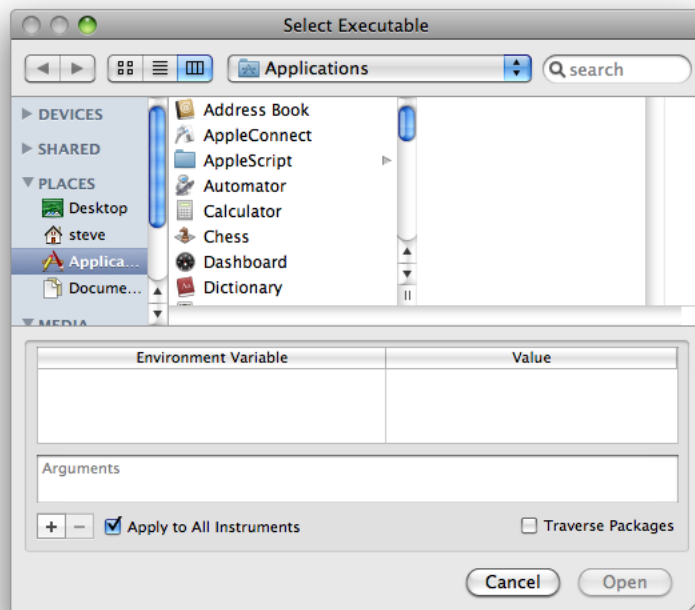 Select Executable
Applications
search
DEVICES
SHARED
PLACES
Desktop
steve
Applica...
Docume...
MEDIA
Address Book
AppleConnect
AppleScript
Automator
Calculator
Chess
Dashboard
Dictionary
Environment Variable Value
Arguments
Apply to All Instruments Traverse Packages
Cancel Open